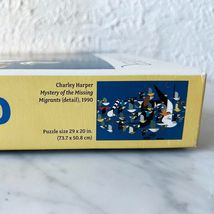 Charley Harper
Mystery of the Missing
Migrants (detail), 1990
Puzzle size 29 x 20 in.
(73.7 x 50.8 cm)